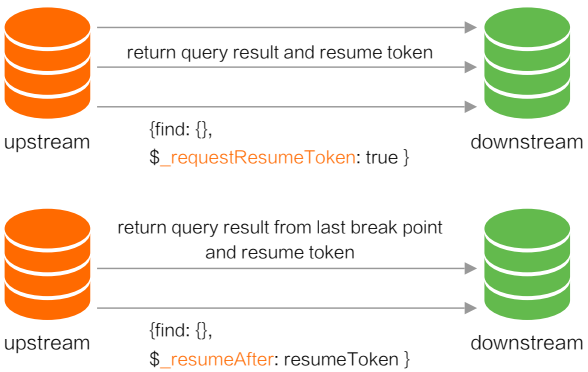 return query result and resume token
upstream
downstream
{find: {},
$_requestResumeToken: true }
return query result from last break point
and resume token
upstream
downstream
{find: {},
$_resumeAfter: resumeToken }